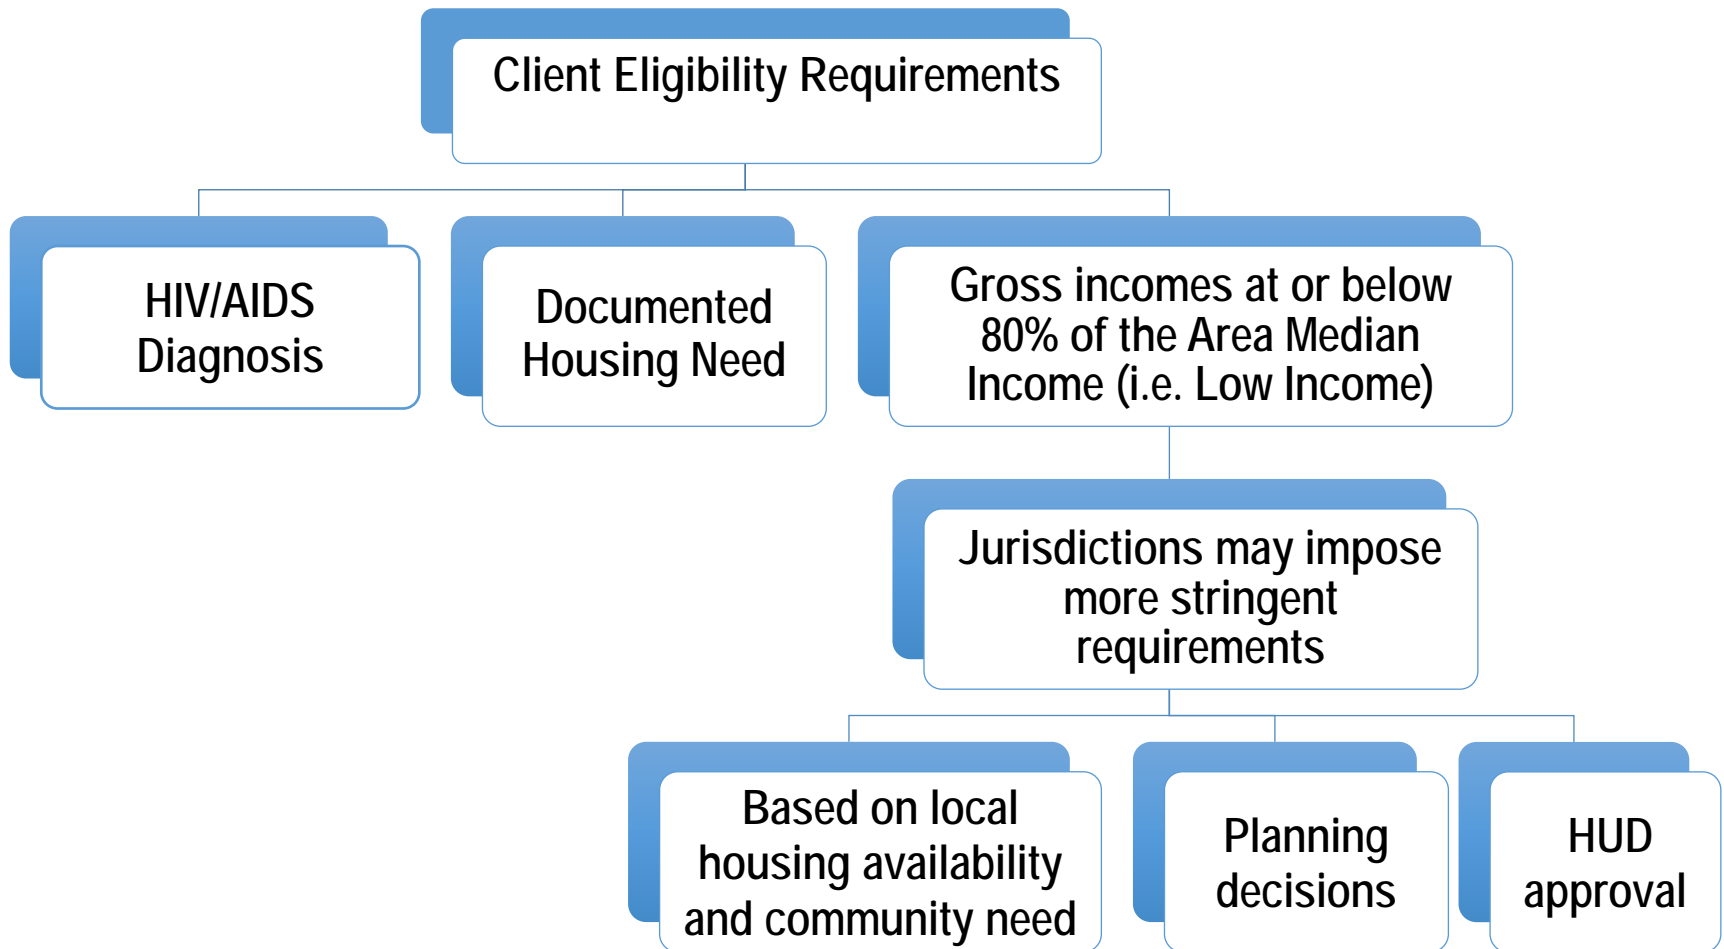 Client Eligibility Requirements
HIV/AIDS
Diagnosis
Documented
Housing Need
Gross incomes at or below
80% of the Area Median
Income (i.e. Low Income)
Jurisdictions may impose
more stringent
requirements
Based on local
housing availability
and community need
Planning
decisions
HUD
approval